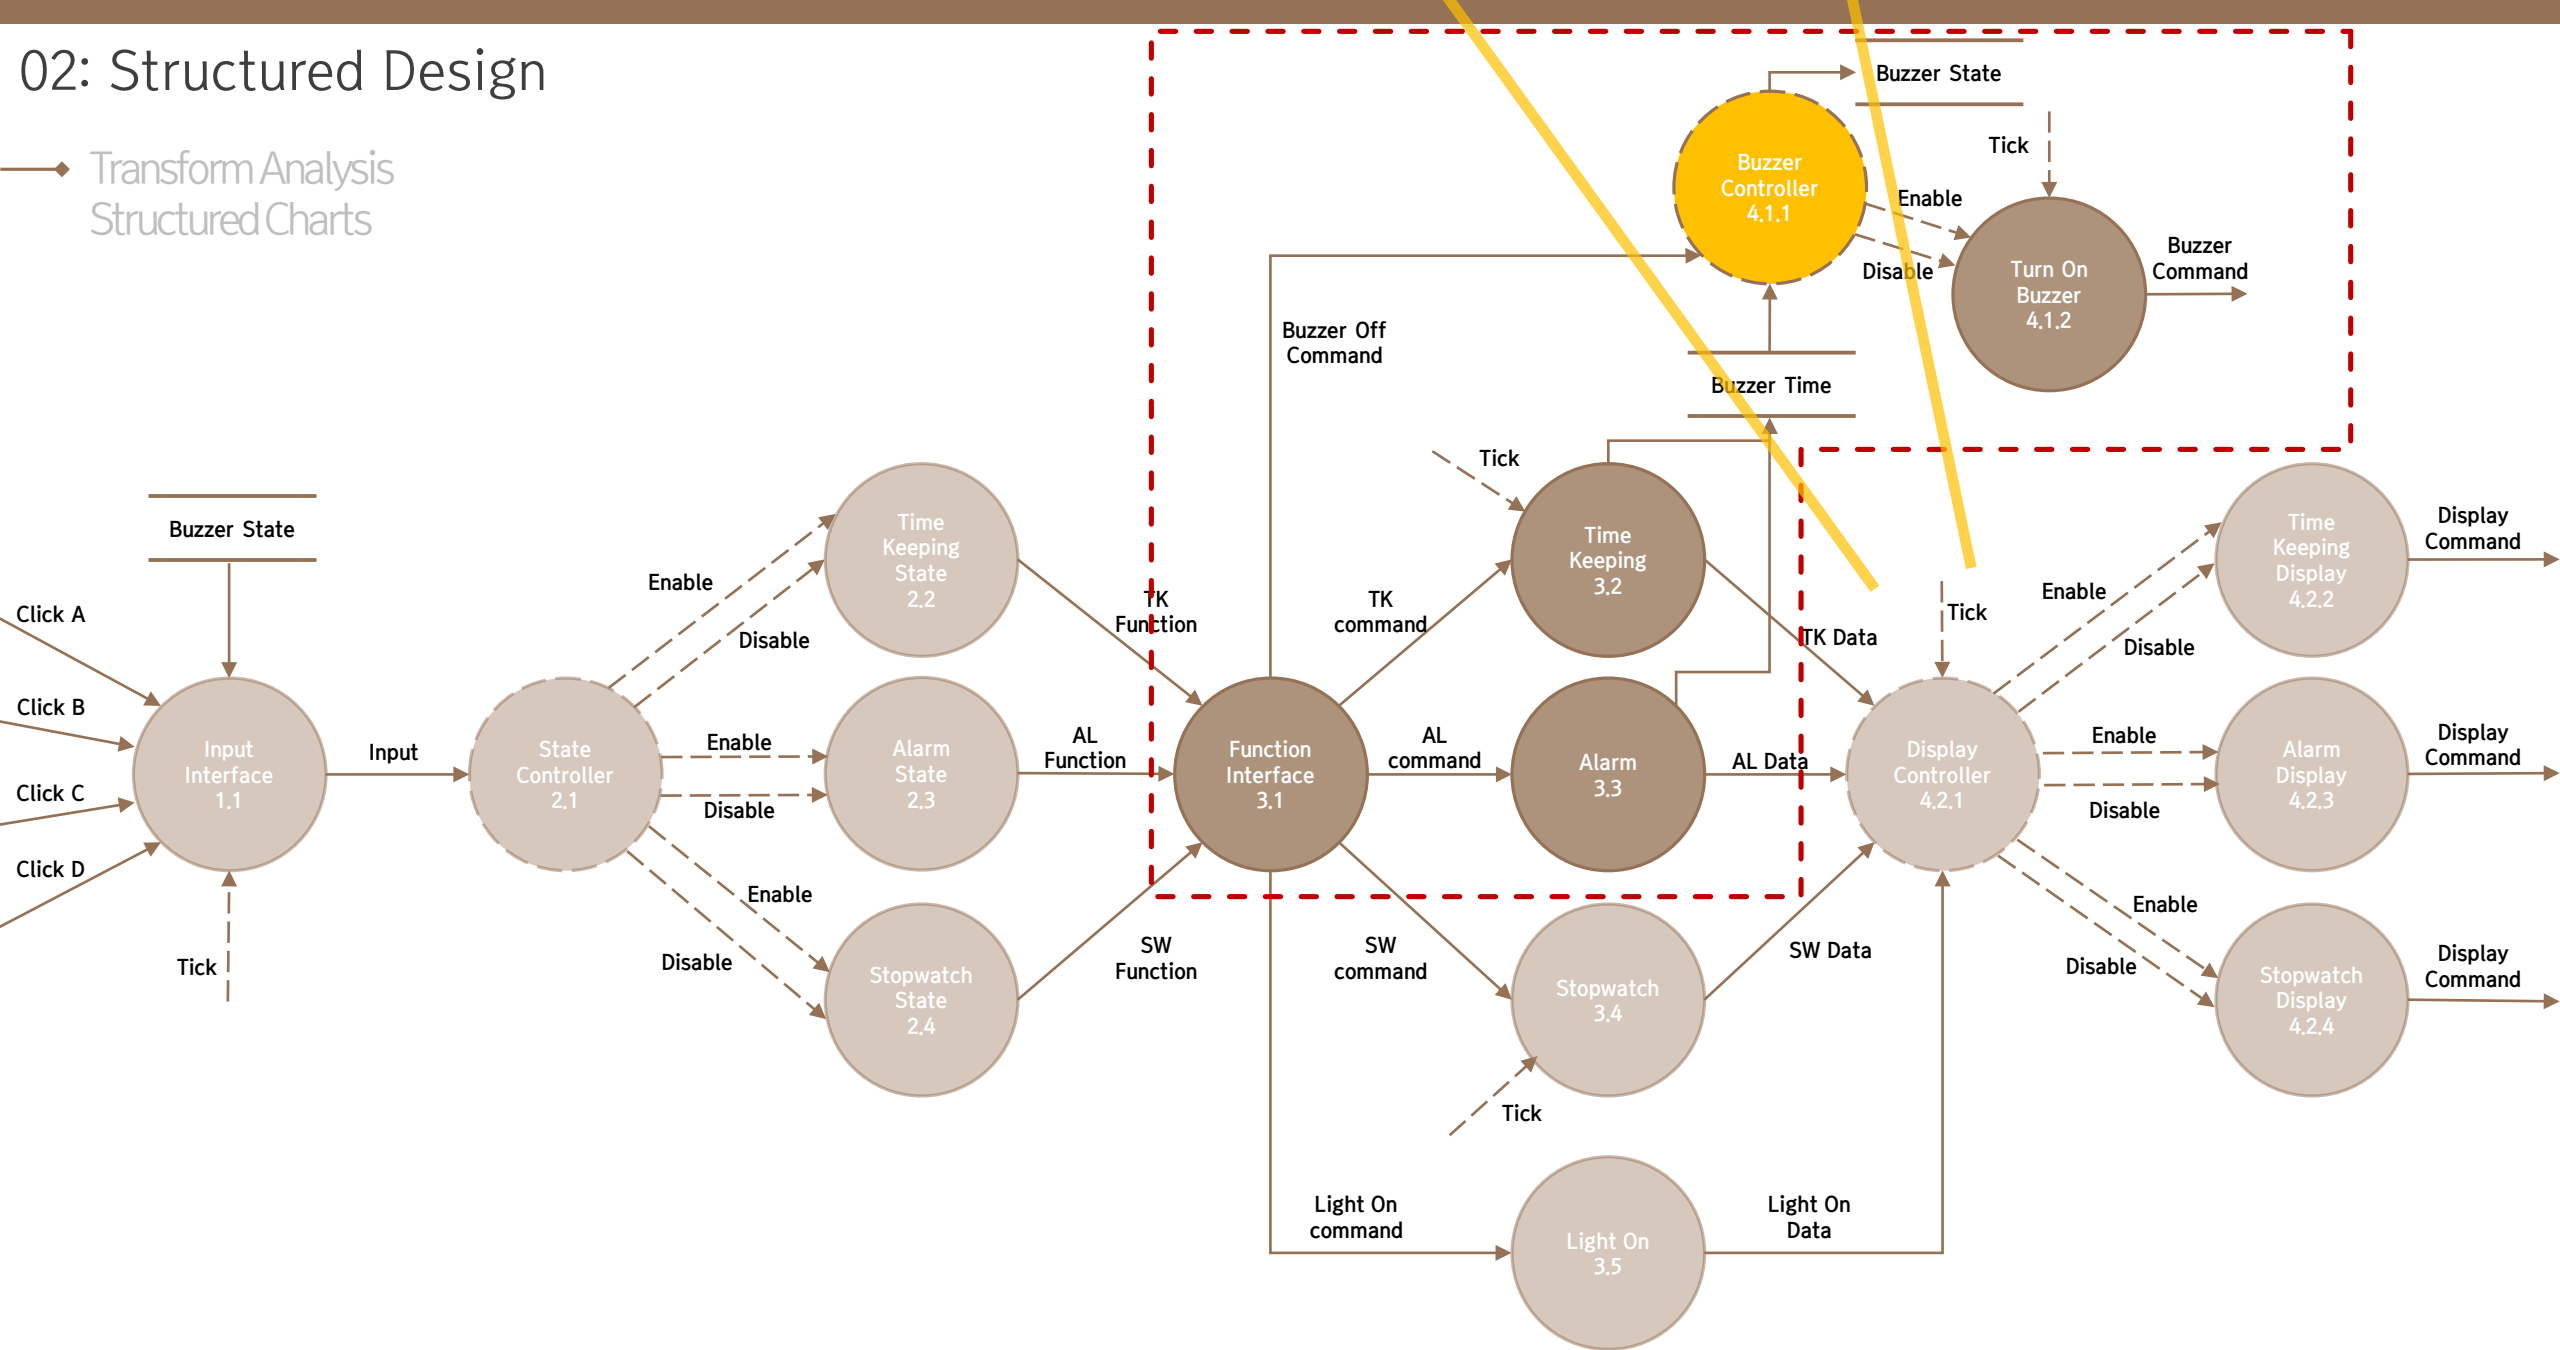 02: Structured Design
Transform Analysis
Structured Charts
Buzzer State
Tick
Buzzer
Controller
4.1.1
Enable
Disable
Turn On
Buzzer
4.1.2
Buzzer
Command
Buzzer Off
Command
Buzzer Time
Tick
Buzzer State
Click A
Click B
Click C
Click D
Input
Interface
1.1
Tick
Input
State
Controller
2.1
Enable
Disable
Enable
Disable
Enable
Disable
Time
Keeping
State
2.2
Alarm
State
2.3
Stopwatch
State
2.4
TK
Function
AL
Function
SW
Function
Function
Interface
3.1
TK
command
AL
command
SW
command
Light On
command
Time
Keeping
3.2
Alarm
3.3
Stopwatch
3.4
Tick
Light On
3.5
TK Data
AL Data
SW Data
Light On
Data
Tick
Display
Controller
4.2.1
Enable
Disable
Enable
Disable
Enable
Disable
Time
Keeping
Display
4.2.2
Alarm
Display
4.2.3
Stopwatch
Display
4.2.4
Display
Command
Display
Command
Display
Command